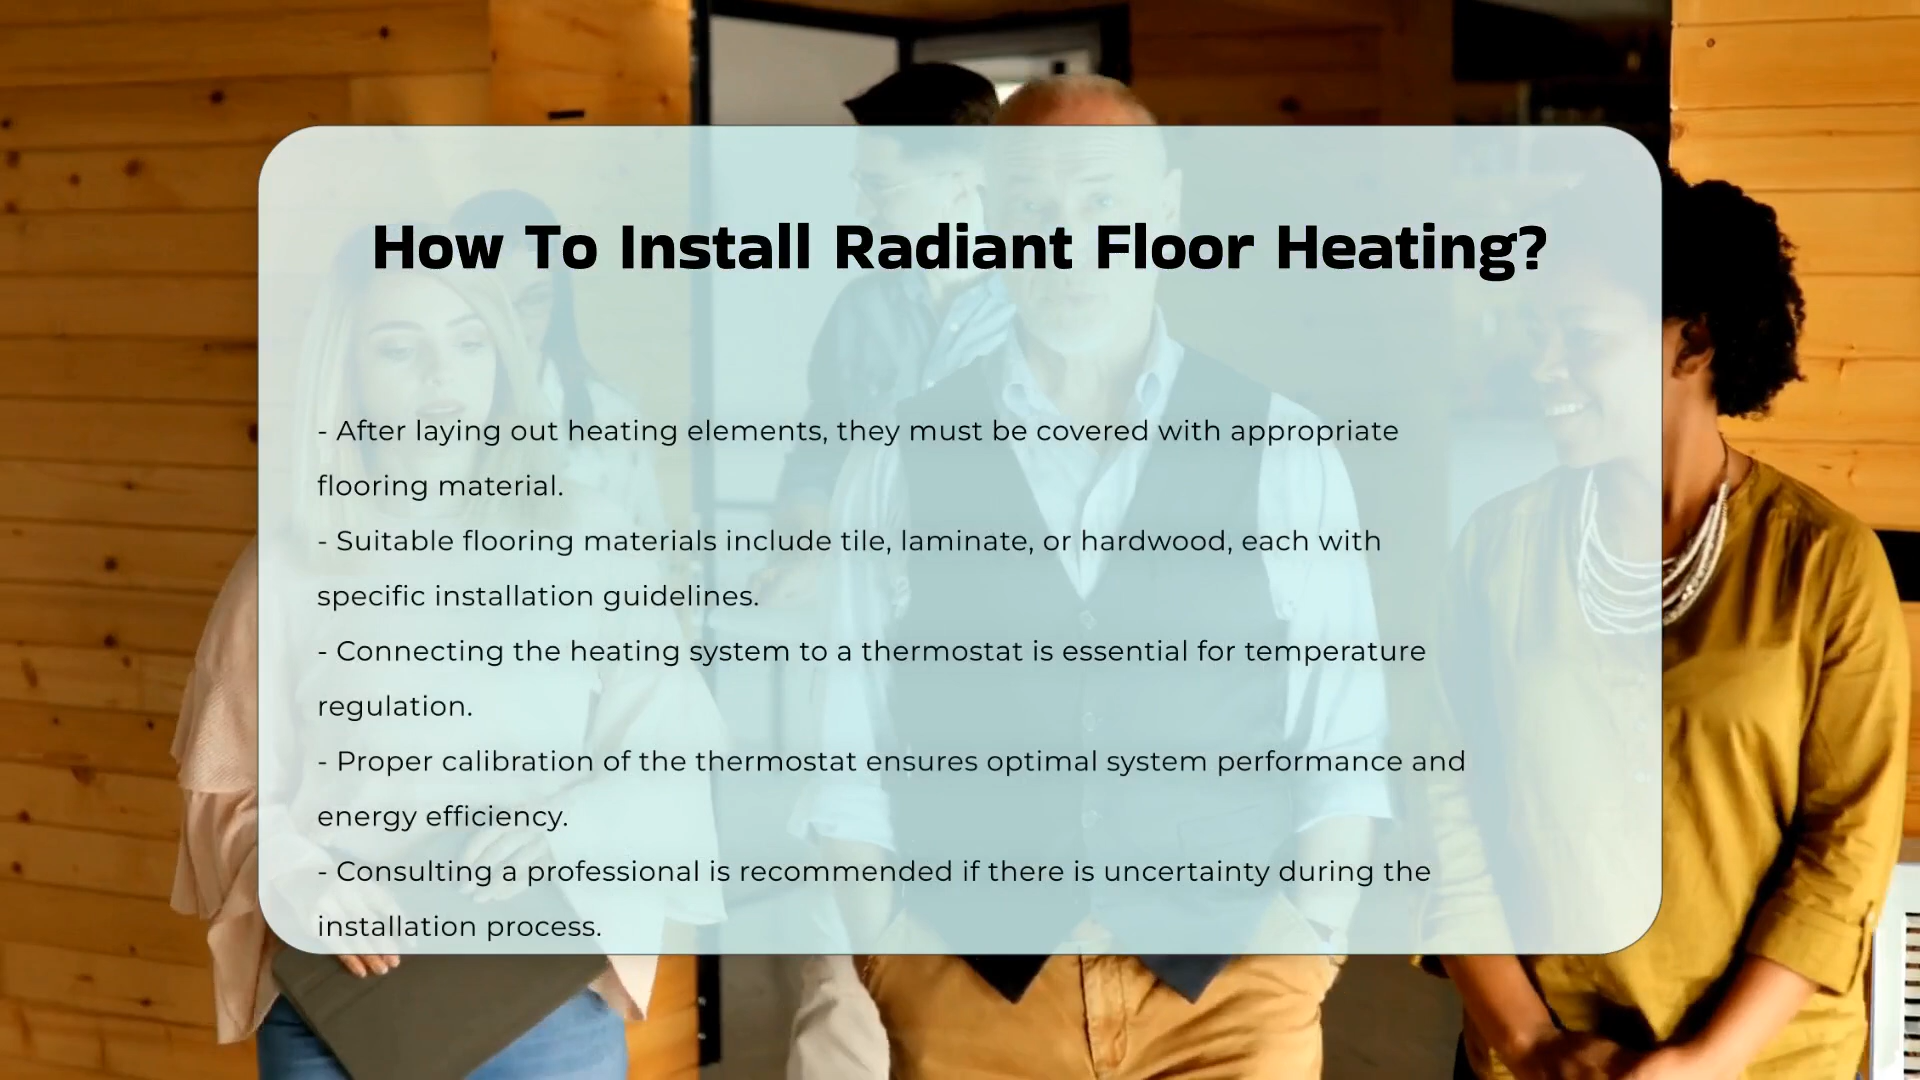 How To Install Radiant Floor Heating?
- After laying out heating elements, they must be covered with appropriate
flooring material.
- Suitable flooring materials include tile, laminate, or hardwood, each with
specific installation guidelines.
- Connecting the heating system to a thermostat is essential for temperature
regulation.
- Proper calibration of the thermostat ensures optimal system performance and
energy efficiency.
- Consulting a professional is recommended if there is uncertainty during the
installation process.